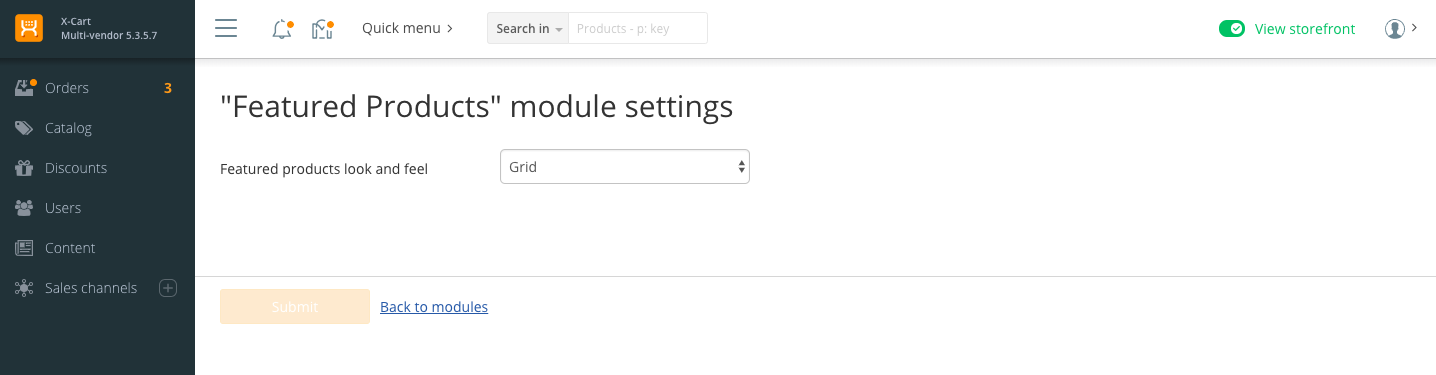 X-Cart
Multi-vendor 5.3.5.7
Quick menu
Search in
Products - p: key
View storefront
Orders 3
Catalog
Discounts
Users
Content
Sales channels
"Featured Products" module settings
Featured products look and feel
Grid
Submit
Back to modules